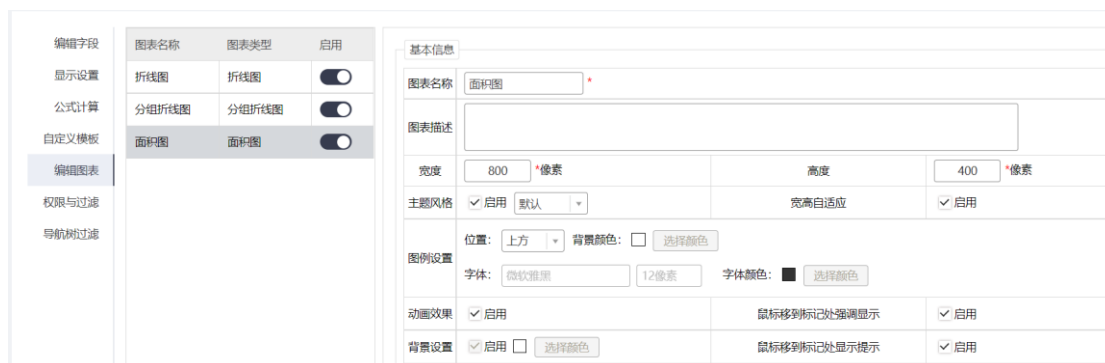 编辑字段
显示设置
公式计算
自定义模板
编辑图表
权限与过滤
导航树过滤
图表名称 图表类型 启用
折线图 折线图
分组折线图 分组折线图
面积图 面积图
基本信息
图表名称 面积图 *
图表描述
宽度 800 *像素 高度 400 *像素
主题风格 启用 默认 宽高自适应 启用
图例设置 位置： 上方 背景颜色： 选择颜色
字体： 微软雅黑 12像素 字体颜色： 选择颜色
动画效果 启用 鼠标移到标记处强调显示 启用
背景设置 启用 选择颜色 鼠标移到标记处显示提示 启用